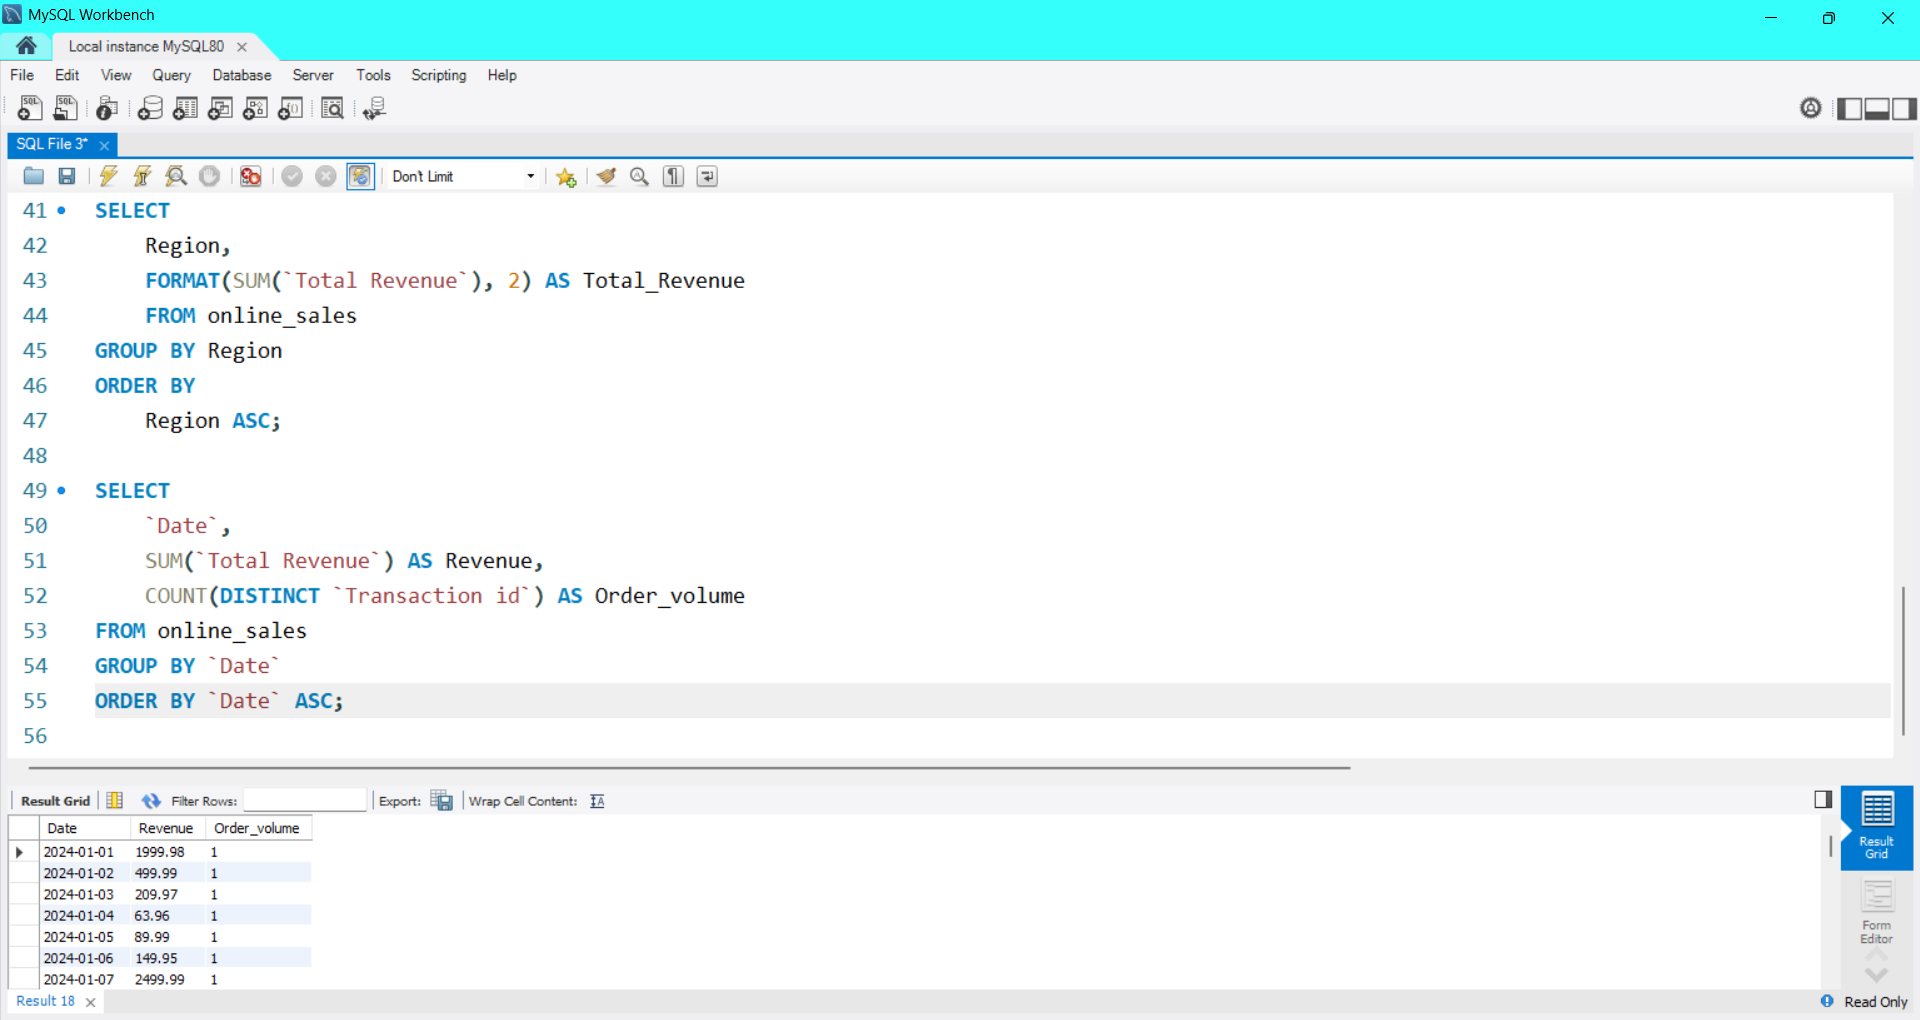 MySQL Workbench
Local instance MySQL80
File Edit View Query Database Server Tools Scripting Help
SQL File 3*
Don't Limit
41 SELECT
42 Region,
43 FORMAT(SUM(`Total Revenue`), 2) AS Total_Revenue
44 FROM online_sales
45 GROUP BY Region
46 ORDER BY
47 Region ASC;
48
49 SELECT
50 `Date`,
51 SUM(`Total Revenue`) AS Revenue,
52 COUNT(DISTINCT `Transaction id`) AS Order_volume
53 FROM online_sales
54 GROUP BY `Date`
55 ORDER BY `Date` ASC;
56
Result Grid Filter Rows: Export: Wrap Cell Content:
Date Revenue Order_volume
2024-01-01 1999.98 1
2024-01-02 499.99 1
2024-01-03 209.97 1
2024-01-04 63.96 1
2024-01-05 89.99 1
2024-01-06 149.95 1
2024-01-07 2499.99 1
Result
Grid
Form
Editor
Result 18
Read Only